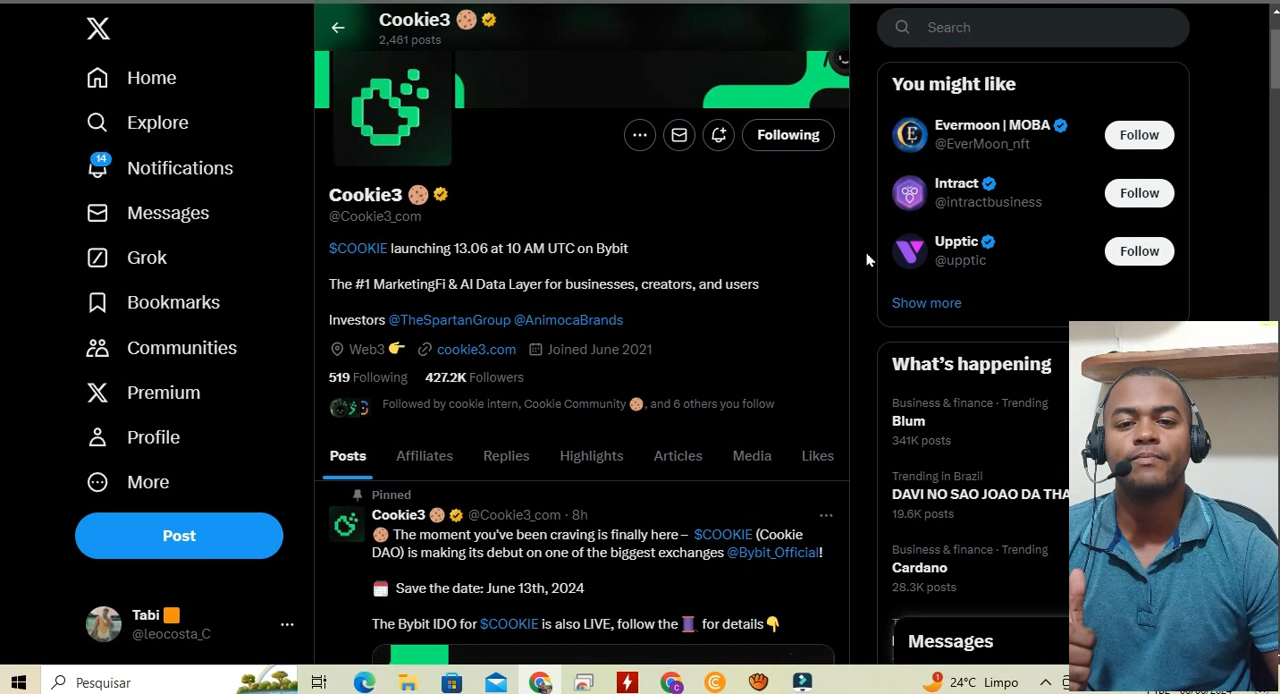 Home
Explore
14
Notifications
Messages
Grok
Bookmarks
Communities
Premium
Profile
More
Post
Tabi
@leocosta_C
Cookie3
2,461 posts
Following
Cookie3
@Cookie3_com
$COOKIE launching 13.06 at 10 AM UTC on Bybit
The #1 MarketingFi & AI Data Layer for businesses, creators, and users
Investors @TheSpartanGroup @AnimocaBrands
Web3 👉 cookie3.com Joined June 2021
519 Following 427.2K Followers
Followed by cookie intern, Cookie Community 🍪, and 6 others you follow
Posts Affiliates Replies Highlights Articles Media Likes
Pinned
Cookie3 🍪 @Cookie3_com · 8h
🍪 The moment you've been craving is finally here – $COOKIE (Cookie
DAO) is making its debut on one of the biggest exchanges @Bybit_Official!
Save the date: June 13th, 2024
The Bybit IDO for $COOKIE is also LIVE, follow the 🧵 for details👇
Search
You might like
Evermoon | MOBA
@EverMoon_nft
Follow
Intract
@intractbusiness
Follow
Upptic
@upptic
Follow
Show more
What's happening
Business & finance · Trending
Blum
341K posts
Trending in Brazil
DAVI NO SAO JOAO DA THA
19.6K posts
Business & finance · Trending
Cardano
28.3K posts
Messages
Pesquisar
1
24°C Limpo